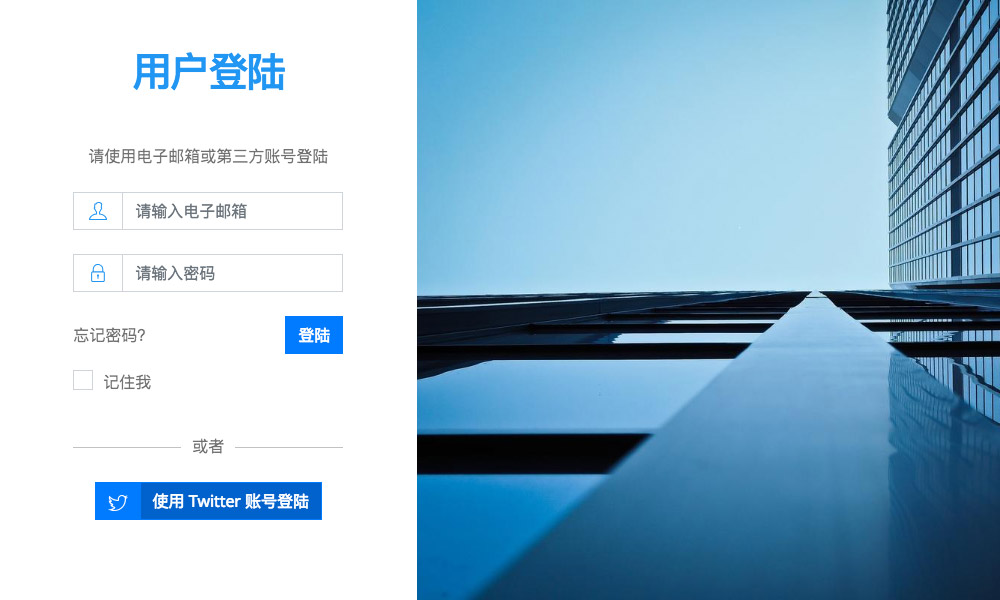 用户登陆
请使用电子邮箱或第三方账号登陆
请输入电子邮箱
请输入密码
忘记密码?
登陆
记住我
或者
使用 Twitter 账号登陆